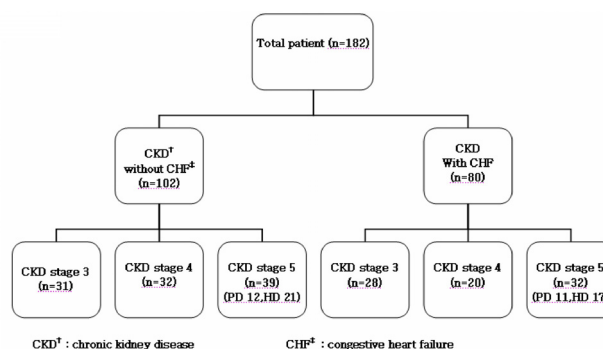 Total patient (n=182)
CKD†
without CHF‡
(n=102)
CKD
With CHF
(n=80)
CKD stage 3
(n=31)
CKD stage 4
(n=32)
CKD stage 5
(n=39)
(PD 12,HD 21)
CKD stage 3
(n=28)
CKD stage 4
(n=20)
CKD stage 5
(n=32)
(PD 11,HD 17)
CKD† : chronic kidney disease CHF‡ : congestive heart failure